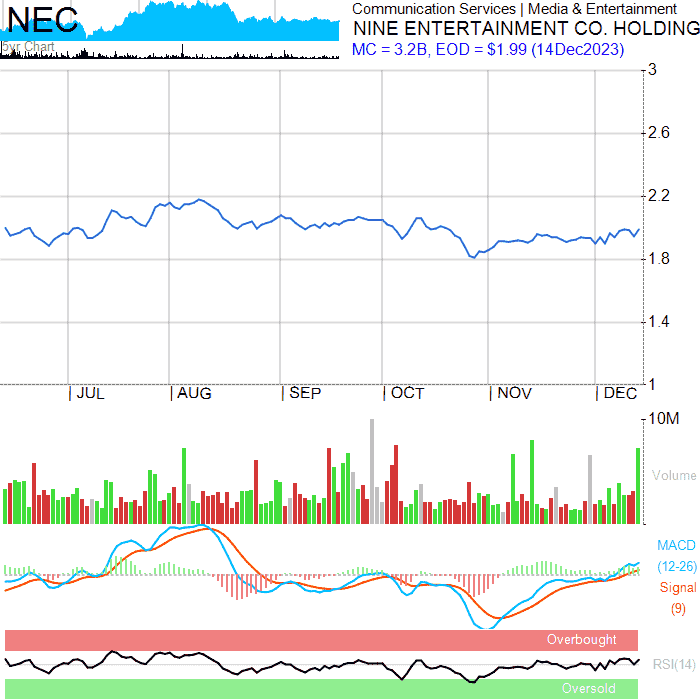 NEC
5yr Chart
Communication Services | Media & Entertainment
NINE ENTERTAINMENT CO. HOLDING
MC = 3.2B, EOD = $1.99 (14Dec2023)
3
2.6
2.2
1.8
1.4
1
JUL
AUG
SEP
OCT
NOV
DEC
10M
Volume
MACD
(12-26)
Signal
(9)
Overbought
RSI(14)
Oversold